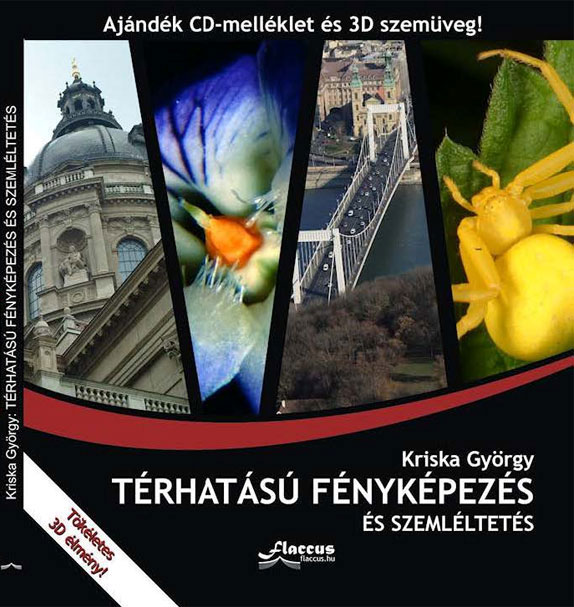 Ajándék CD-melléklet és 3D szemüveg!
Kriska György: TÉRHATÁSÚ FÉNYKÉPEZÉS ÉS SZEMLÉLTETÉS
Kriska György
TÉRHATÁSÚ FÉNYKÉPEZÉS
ÉS SZEMLÉLTETÉS
Tökéletes
3D élmény!
flaccus
flaccus.hu